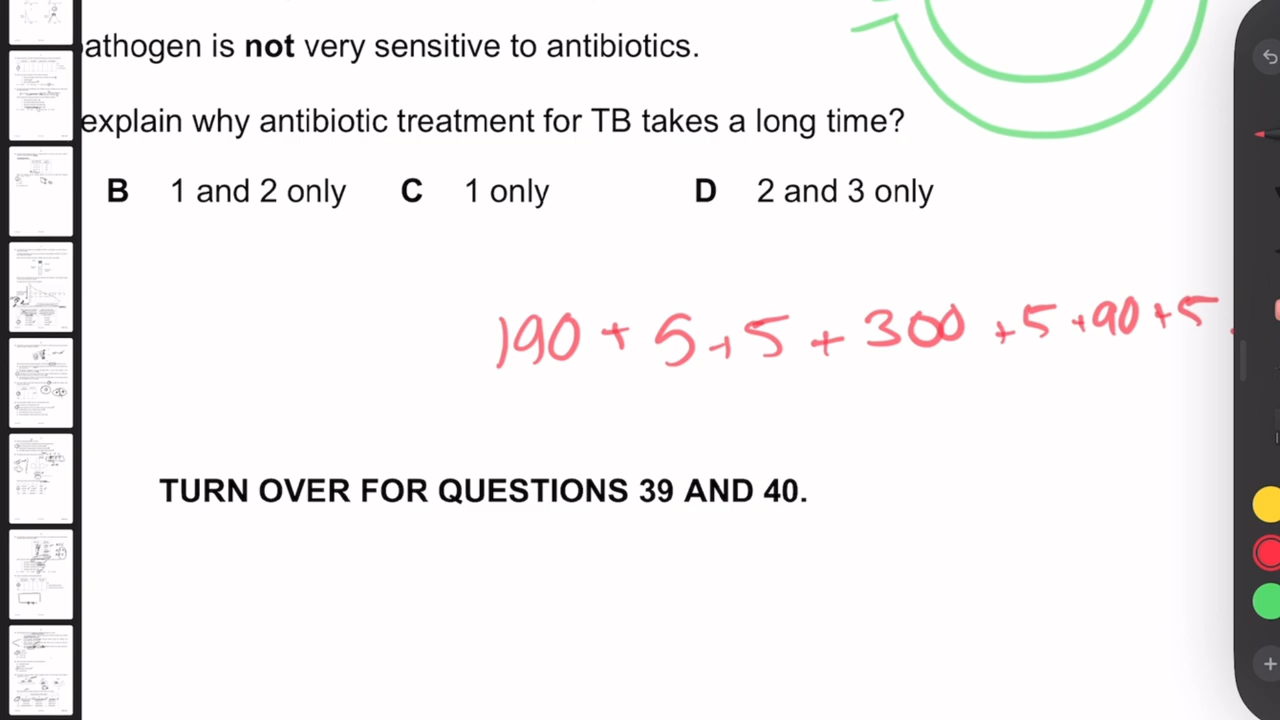 pathogen is not very sensitive to antibiotics.
explain why antibiotic treatment for TB takes a long time?
B 1 and 2 only C 1 only D 2 and 3 only
190 + 5 + 5 + 300 + 5 + 90 + 5
TURN OVER FOR QUESTIONS 39 AND 40.